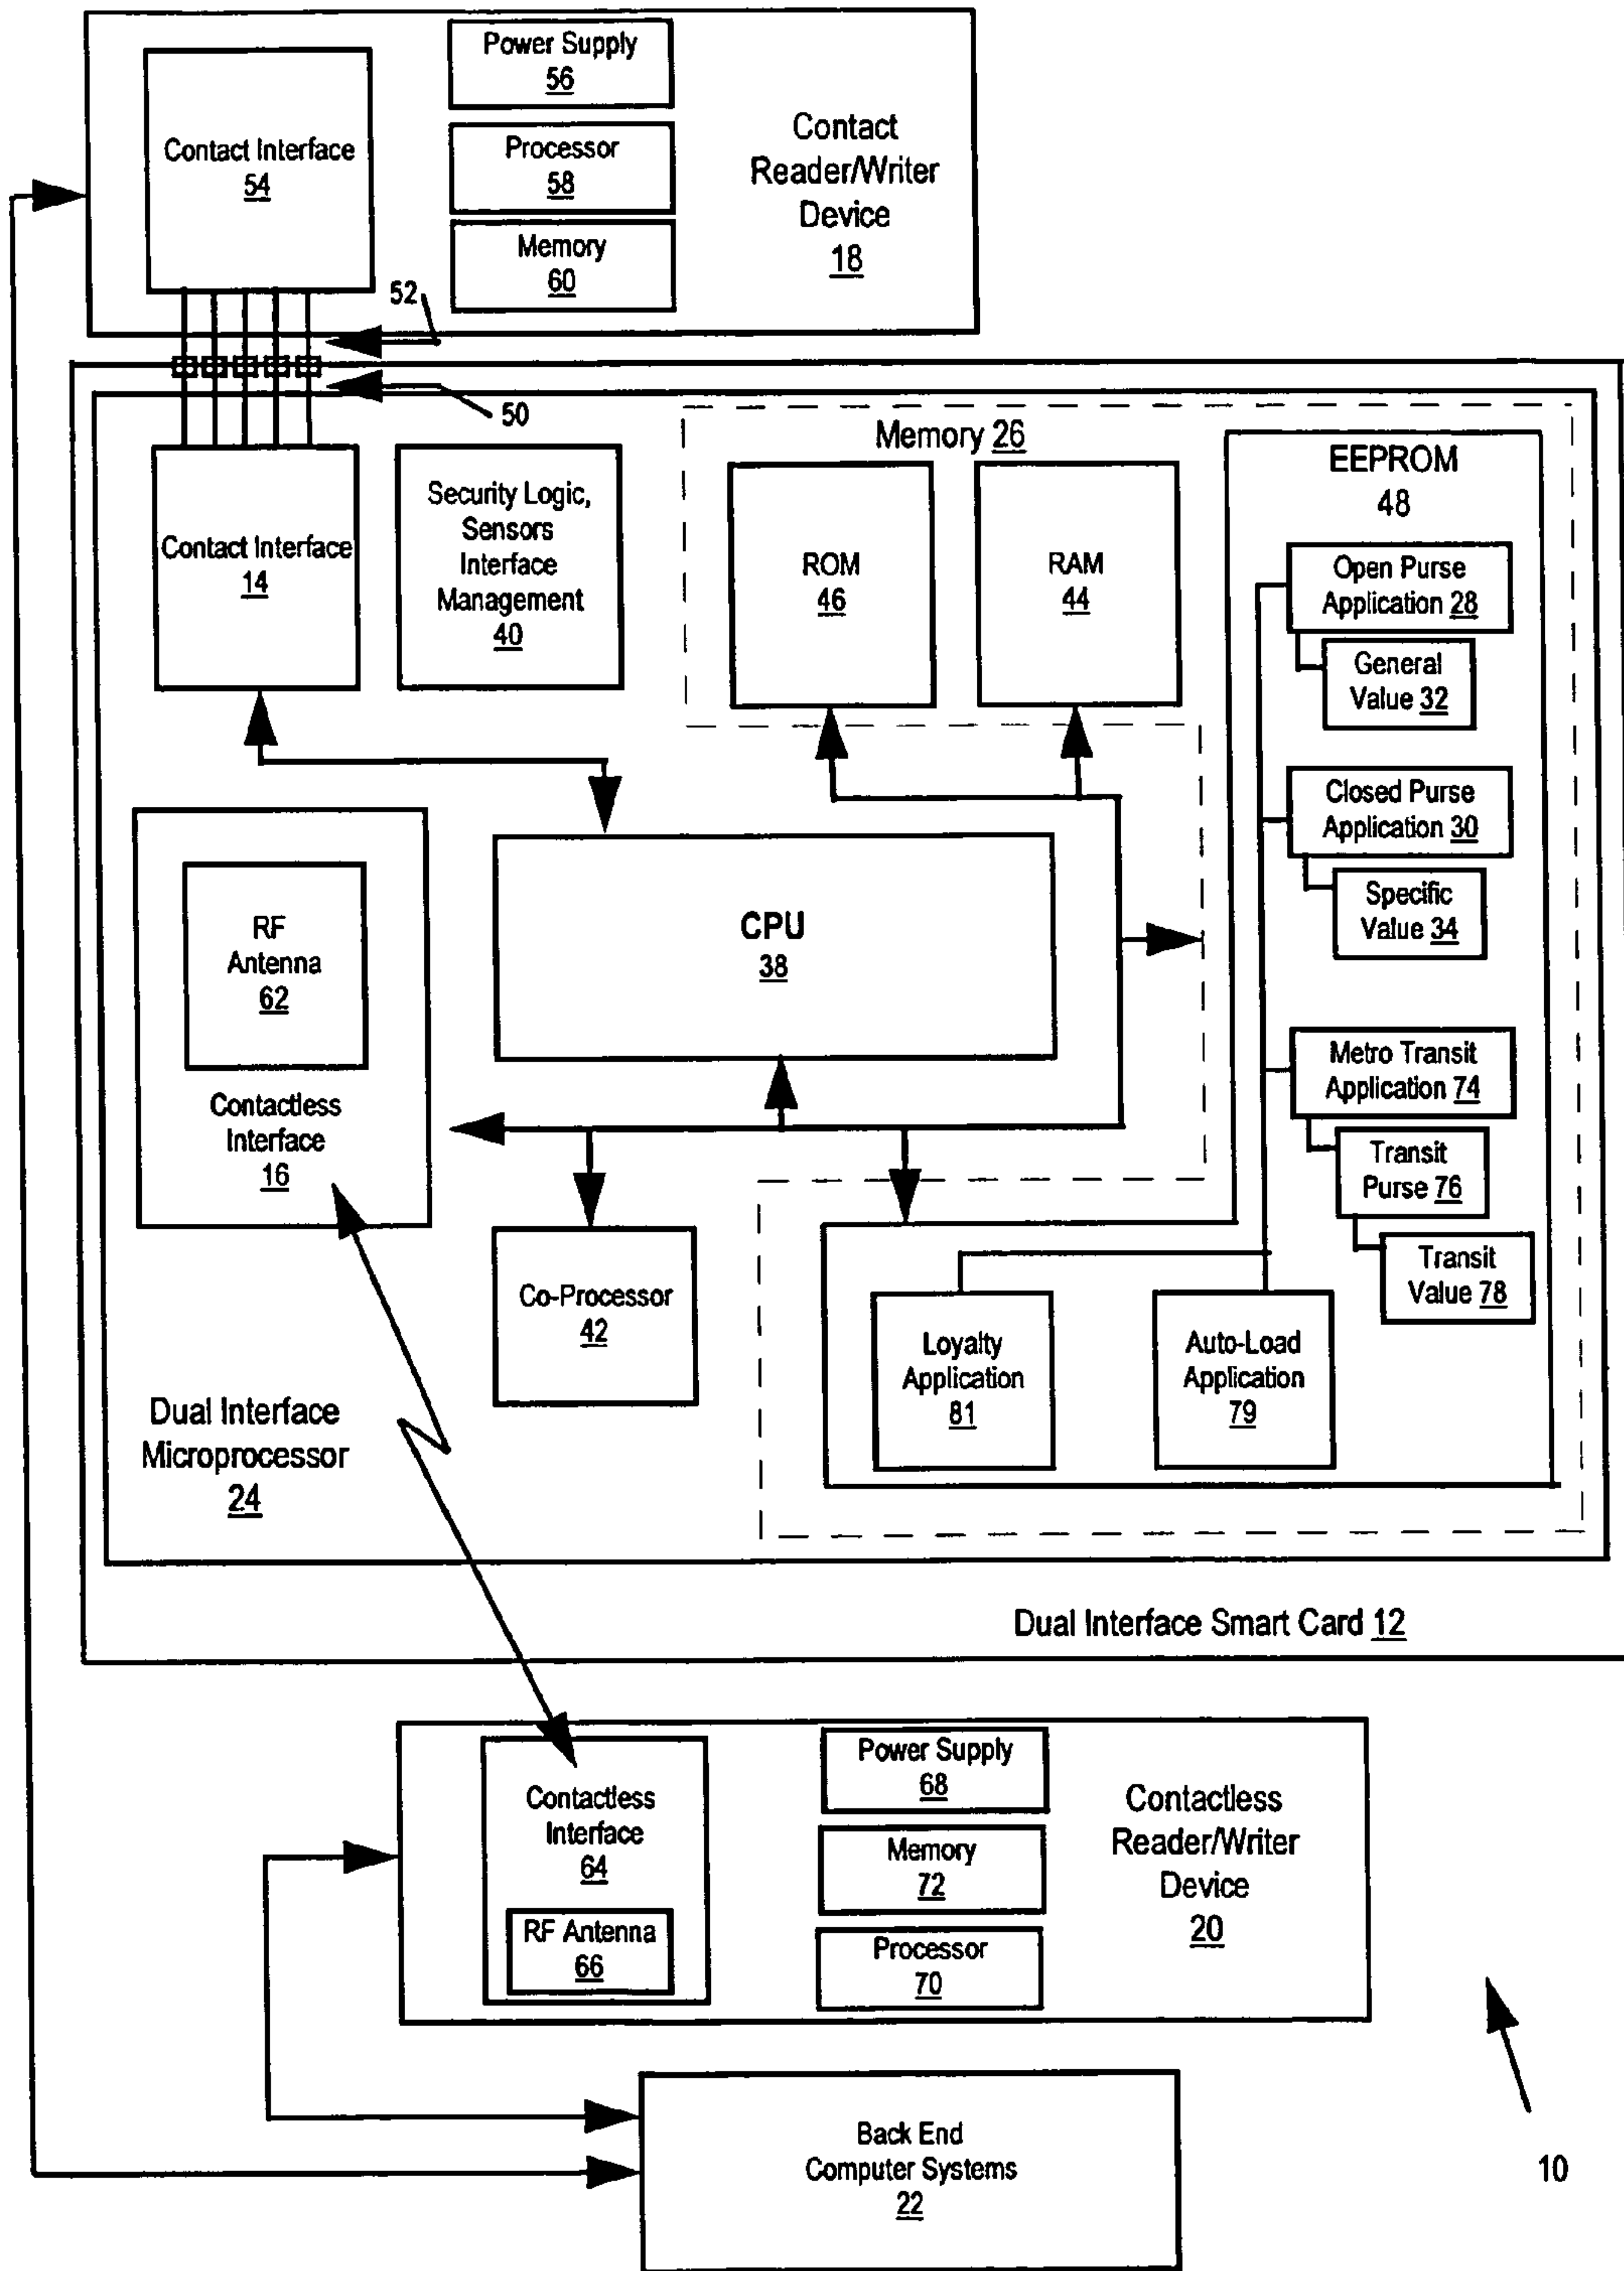 Power Supply
56
Contact Interface
54
Processor
58
Memory
60
Contact
Reader/Writer
Device
18
52
50
Contact Interface
14
Security Logic,
Sensors
Interface
Management
40
Memory 26
ROM
46
RAM
44
EEPROM
48
Open Purse
Application 28
General
Value 32
Closed Purse
Application 30
Specific
Value 34
Metro Transit
Application 74
Transit
Purse 76
Transit
Value 78
CPU
38
RF
Antenna
62
Contactless
Interface
16
Co-Processor
42
Loyalty
Application
81
Auto-Load
Application
79
Dual Interface
Microprocessor
24
Dual Interface Smart Card 12
Contactless
Interface
64
RF Antenna
66
Power Supply
68
Memory
72
Processor
70
Contactless
Reader/Writer
Device
20
Back End
Computer Systems
22
10